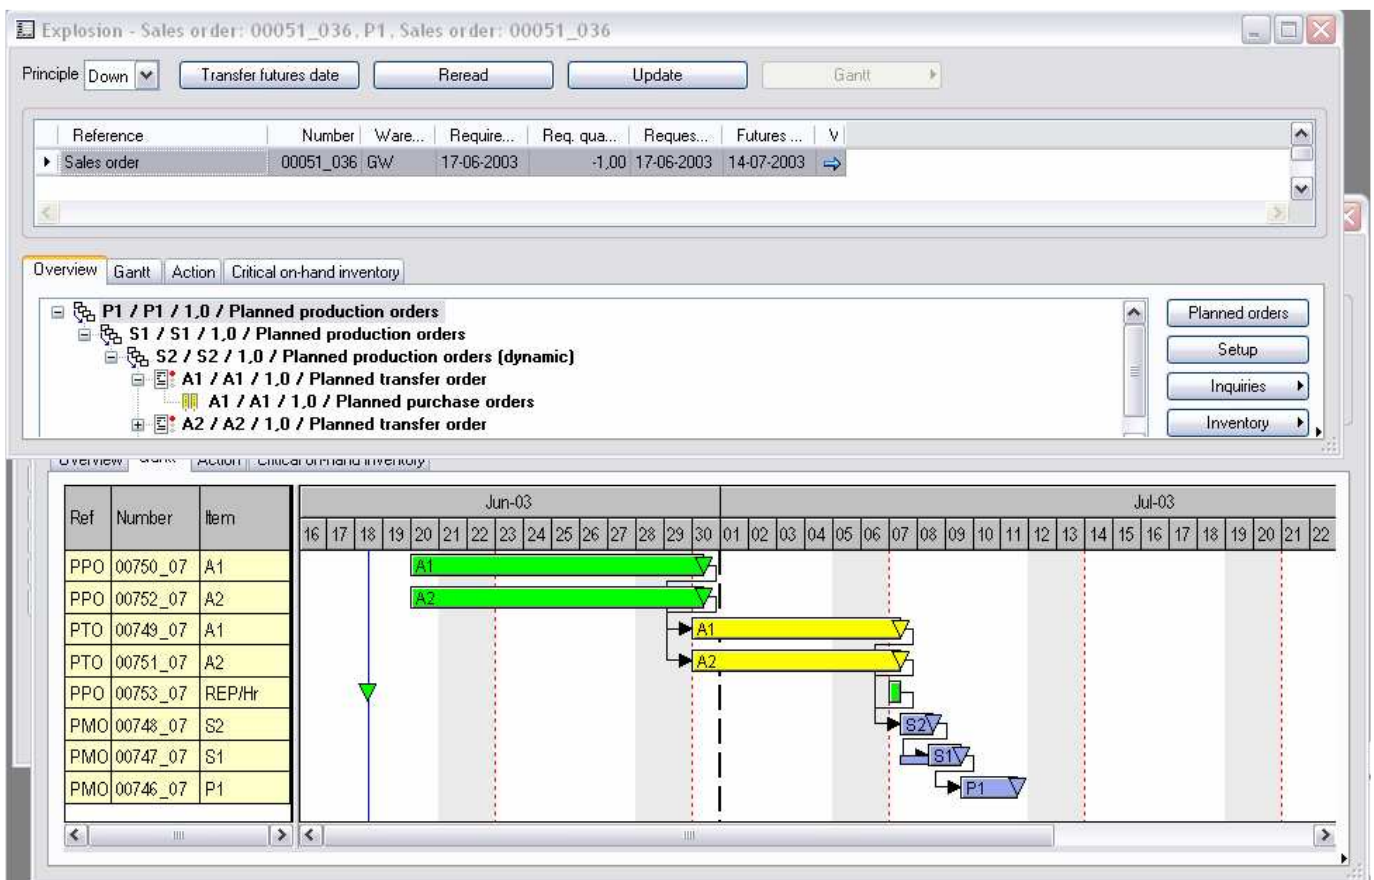 Explosion - Sales order: 00051_036, P1, Sales order: 00051_036
Principle Down Transfer futures date Reread Update Gantt
Reference Number Ware... Require... Req. qua... Reques... Futures ... V
Sales order 00051_036 GW 17-06-2003 -1,00 17-06-2003 14-07-2003
Overview Gantt Action Critical on-hand inventory
P1 / P1 / 1,0 / Planned production orders
S1 / S1 / 1,0 / Planned production orders
S2 / S2 / 1,0 / Planned production orders (dynamic)
A1 / A1 / 1,0 / Planned transfer order
A1 / A1 / 1,0 / Planned purchase orders
A2 / A2 / 1,0 / Planned transfer order
Planned orders
Setup
Inquiries
Inventory
Overview Gantt Action Critical on-hand inventory
Ref Number Item
Jun-03 Jul-03
16 17 18 19 20 21 22 23 24 25 26 27 28 29 30 01 02 03 04 05 06 07 08 09 10 11 12 13 14 15 16 17 18 19 20 21 22
PPO 00750_07 A1 A1
PPO 00752_07 A2 A2
PTO 00749_07 A1 A1
PTO 00751_07 A2 A2
PPO 00753_07 REP/Hr
PMO 00748_07 S2 S2
PMO 00747_07 S1 S1
PMO 00746_07 P1 P1